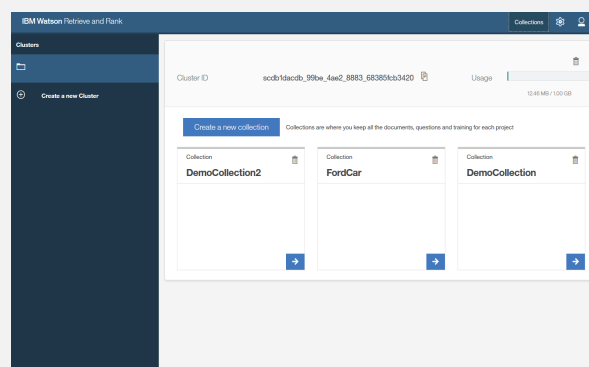 IBM Watson Retrieve and Rank
Collections
Clusters
Create a new Cluster
Cluster ID
scdb1dacdb_99be_4ae2_8883_68385fcb3420
Usage
12.46 MB / 1.00 GB
Create a new collection
Collections are where you keep all the documents, questions and training for each project
Collection
DemoCollection2
Collection
FordCar
Collection
DemoCollection